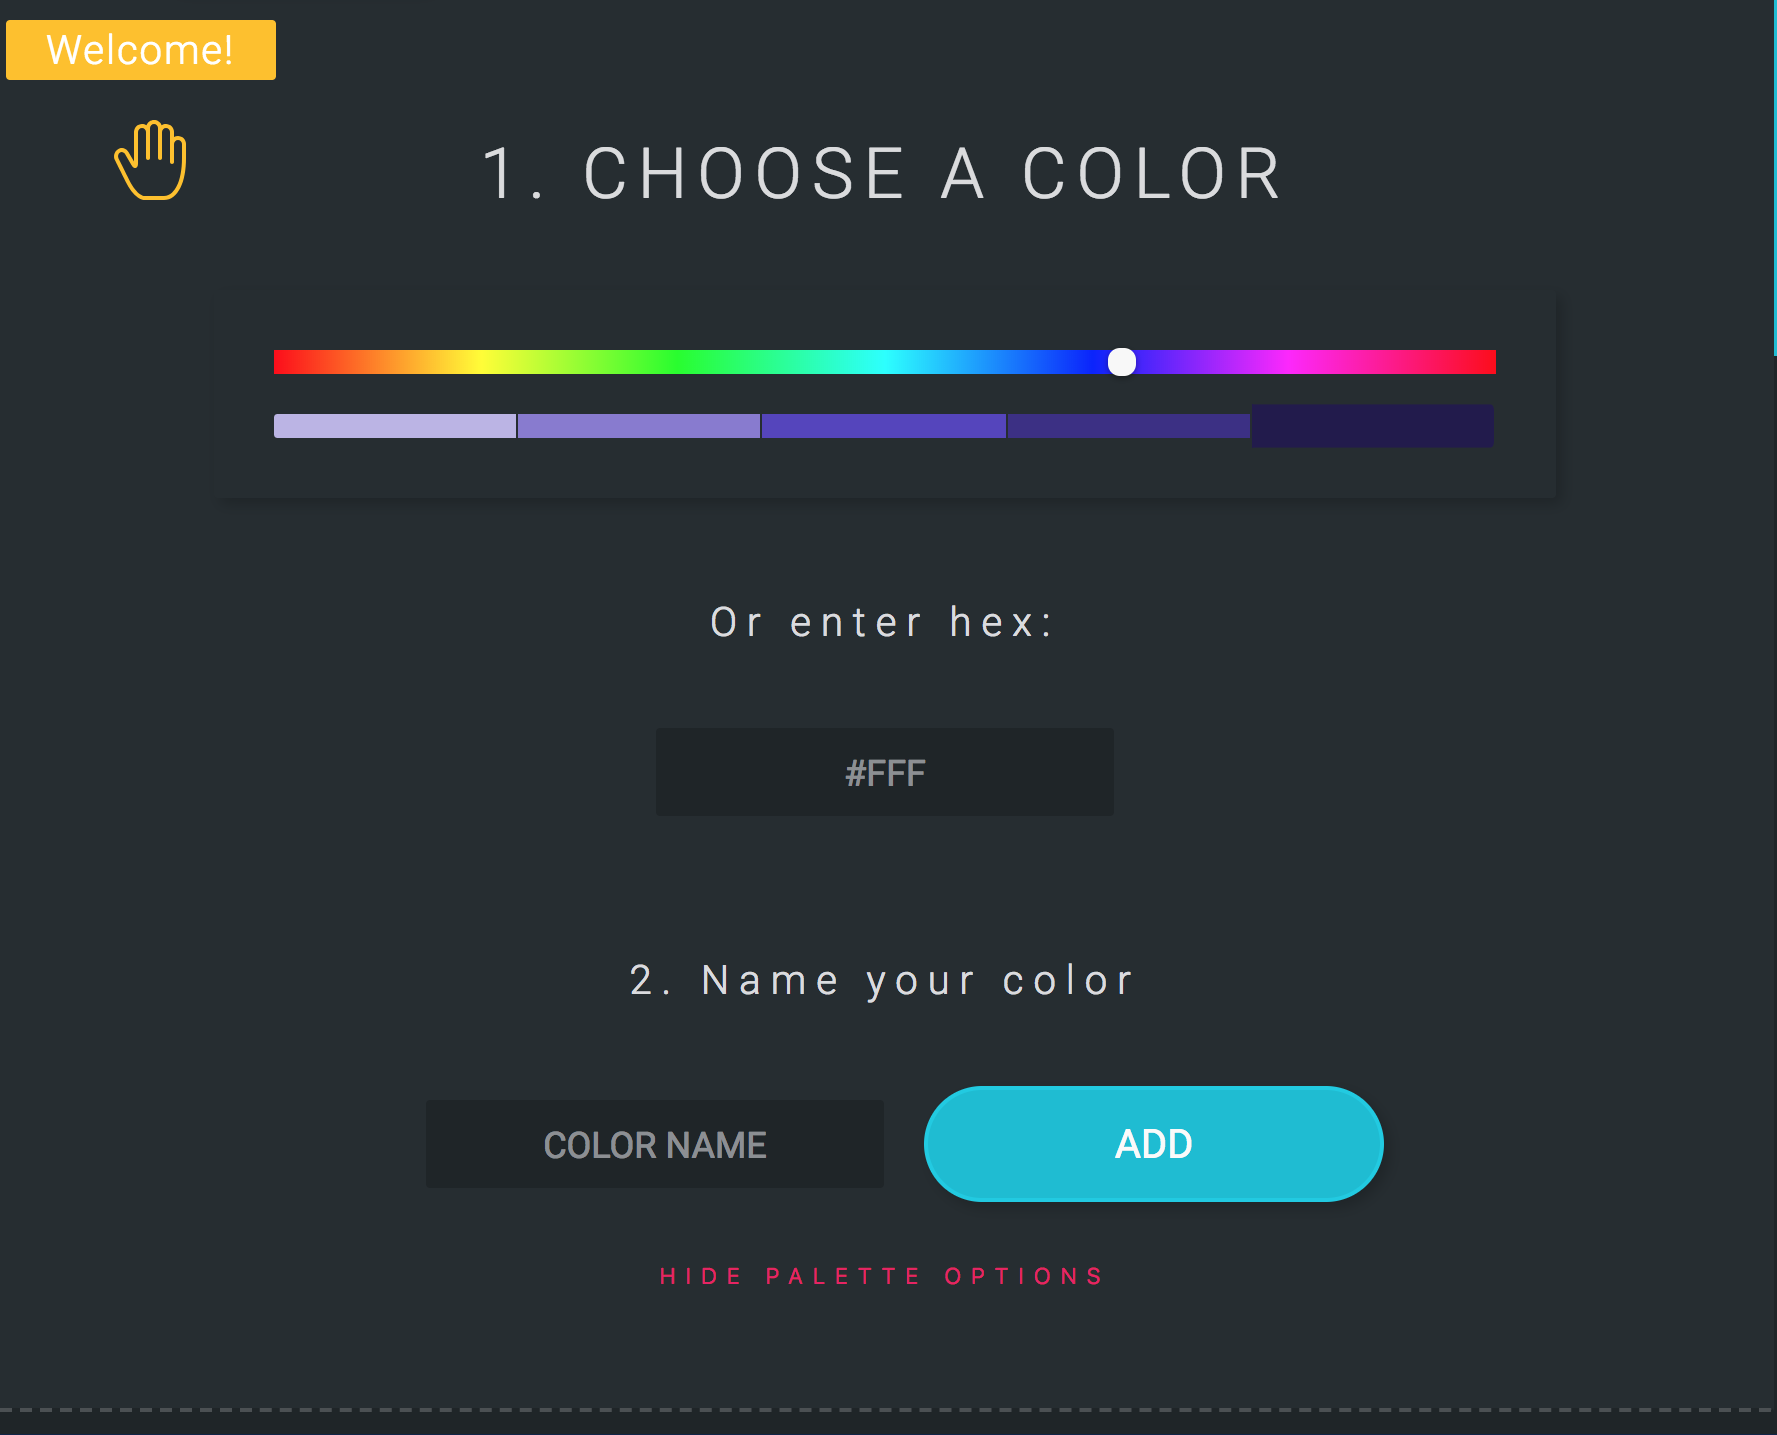 Welcome!
1. CHOOSE A COLOR
Or enter hex:
#FFF
2. Name your color
COLOR NAME
ADD
HIDE PALETTE OPTIONS